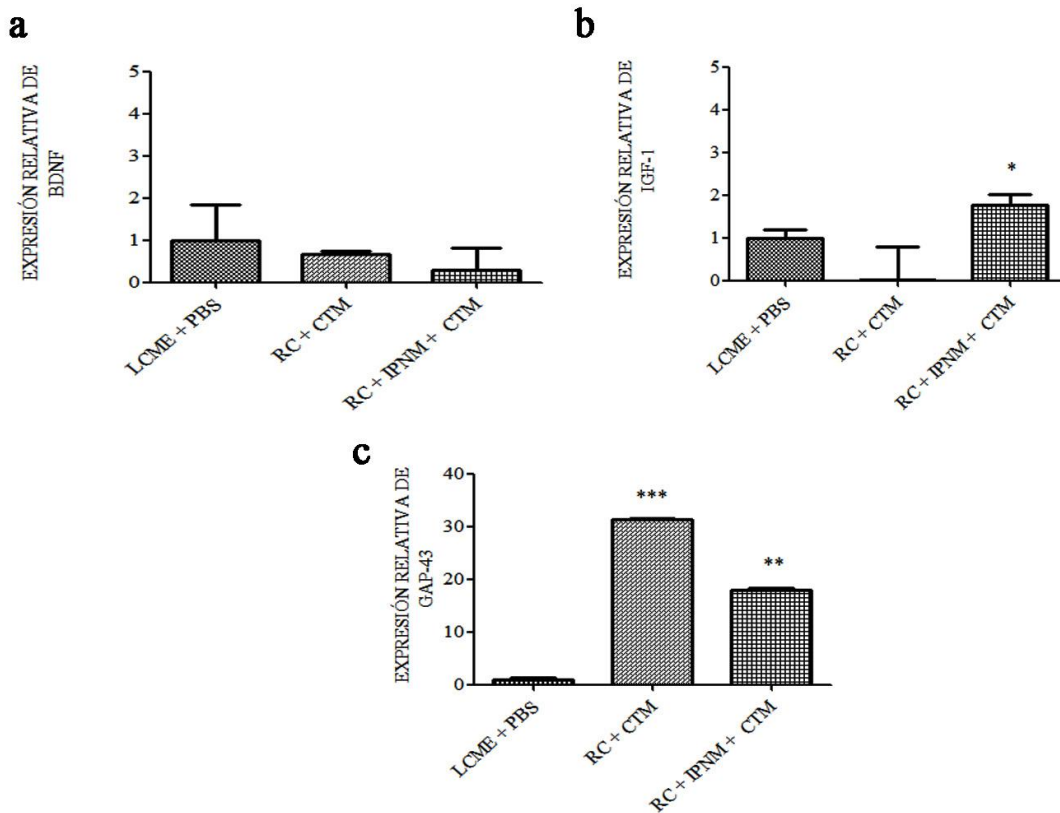 a
EXPRESIÓN RELATIVA DE
BDNF
5
4
3
2
1
0
LCME + PBS
RC + CTM
RC + IPNM + CTM
b
EXPRESIÓN RELATIVA DE
IGF-1
5
4
3
2
1
0
*
LCME + PBS
RC + CTM
RC + IPNM + CTM
c
EXPRESIÓN RELATIVA DE
GAP-43
40
30
20
10
0
***
**
LCME + PBS
RC + CTM
RC + IPNM + CTM